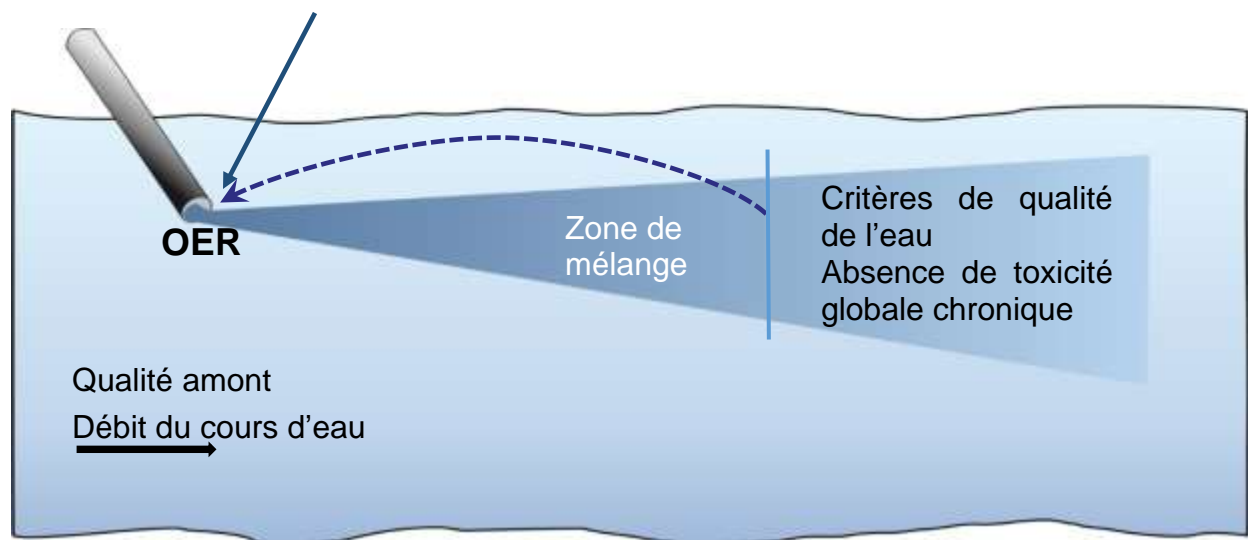 OER
Zone de
mélange
Critères de qualité
de l'eau
Absence de toxicité
globale chronique
Qualité amont
Débit du cours d'eau